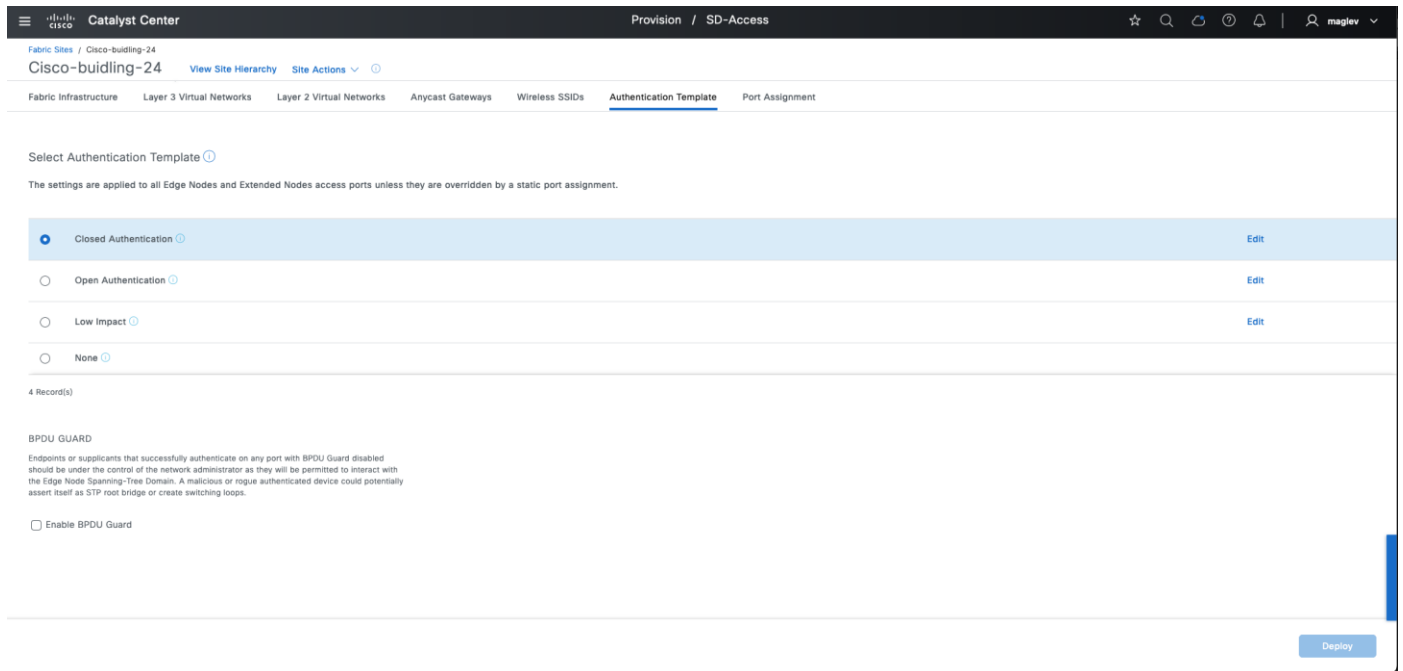 cisco Catalyst Center
Provision / SD-Access
maglev
Fabric Sites / Cisco-buidling-24
Cisco-buidling-24 View Site Hierarchy Site Actions
Fabric Infrastructure Layer 3 Virtual Networks Layer 2 Virtual Networks Anycast Gateways Wireless SSIDs Authentication Template Port Assignment
Select Authentication Template
The settings are applied to all Edge Nodes and Extended Nodes access ports unless they are overridden by a static port assignment.
Closed Authentication Edit
Open Authentication Edit
Low Impact Edit
None
4 Record(s)
BPDU GUARD
Endpoints or supplicants that successfully authenticate on any port with BPDU Guard disabled
should be under the control of the network administrator as they will be permitted to interact with
the Edge Node Spanning-Tree Domain. A malicious or rogue authenticated device could potentially
assert itself as STP root bridge or create switching loops.
Enable BPDU Guard
Deploy